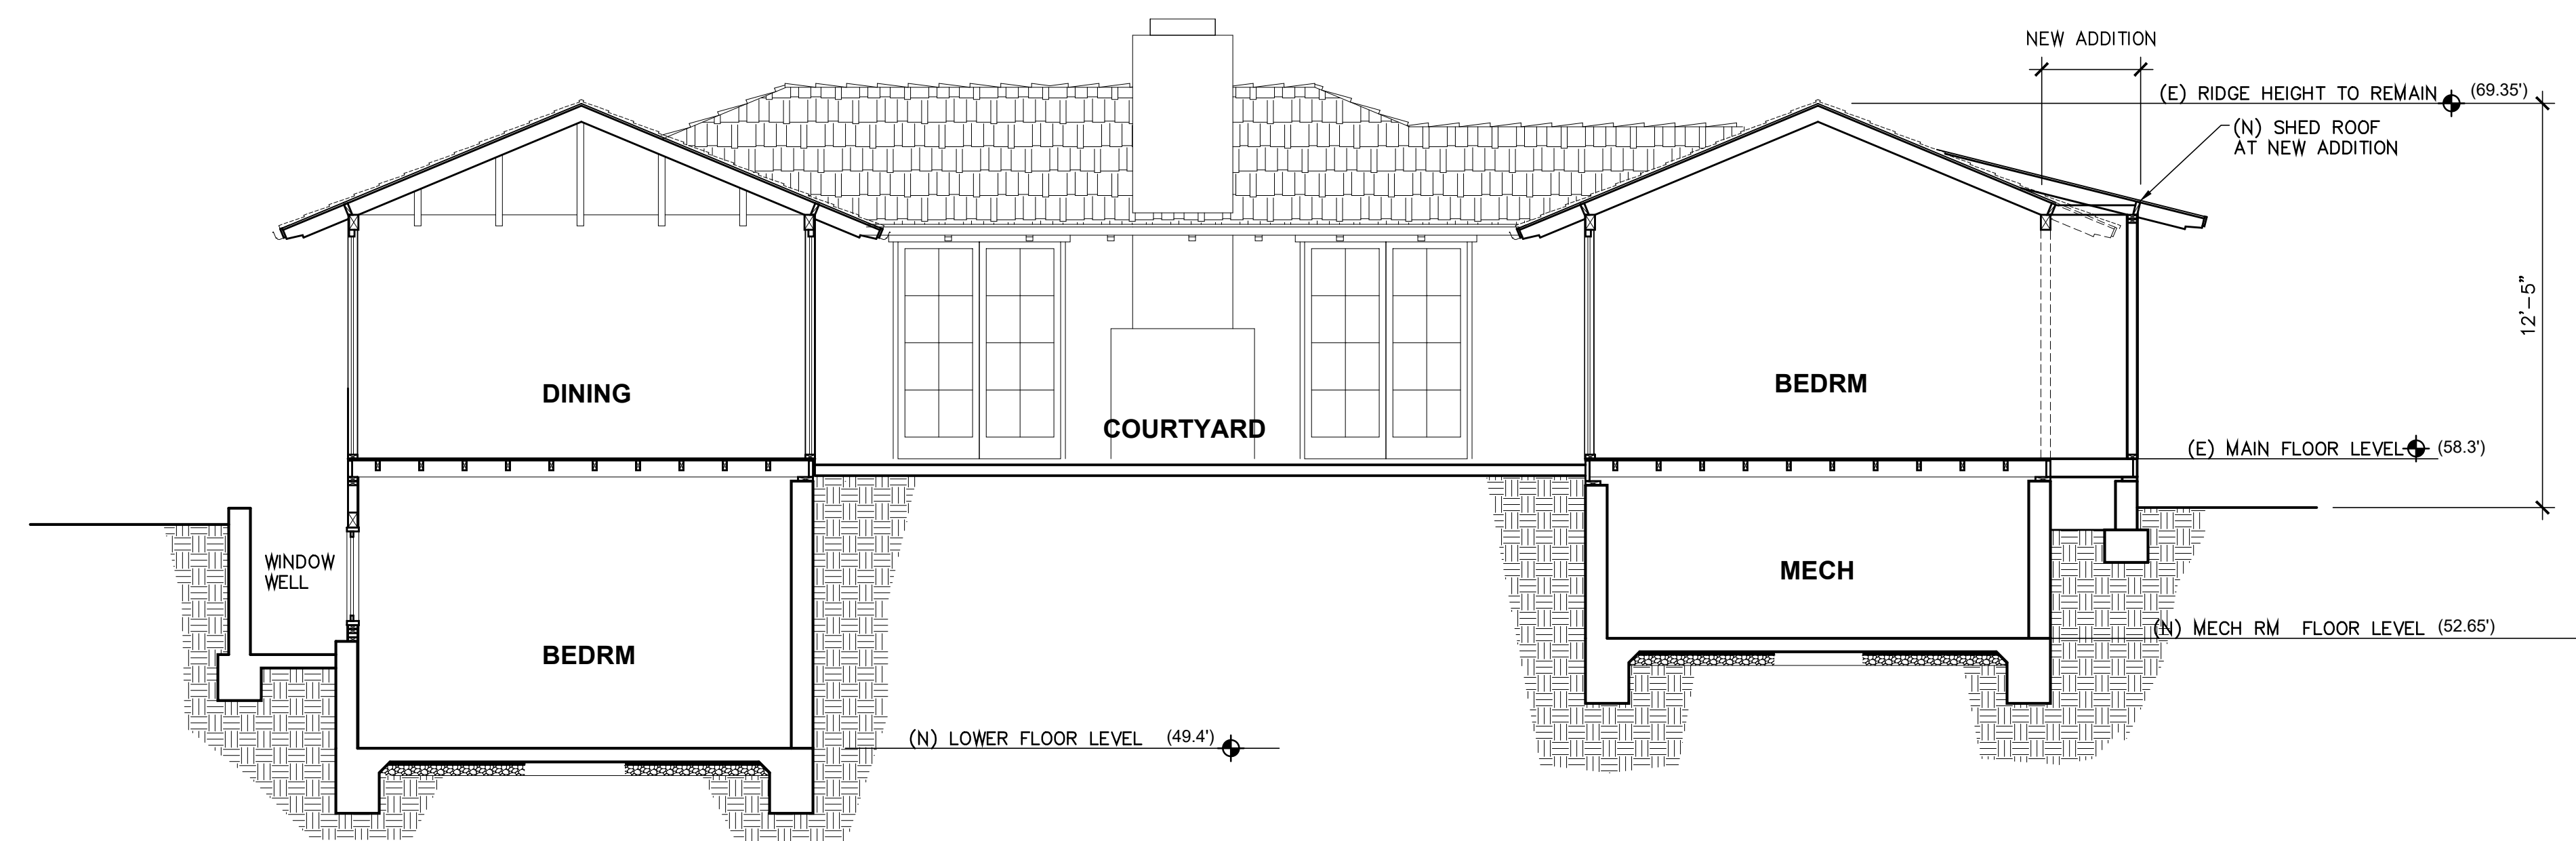 NEW ADDITION
(E) RIDGE HEIGHT TO REMAIN (69.35')
(N) SHED ROOF
AT NEW ADDITION
12'-5"
DINING
BEDRM
COURTYARD
(E) MAIN FLOOR LEVEL (58.3')
WINDOW
WELL
MECH
(N) MECH RM FLOOR LEVEL (52.65')
BEDRM
(N) LOWER FLOOR LEVEL (49.4')